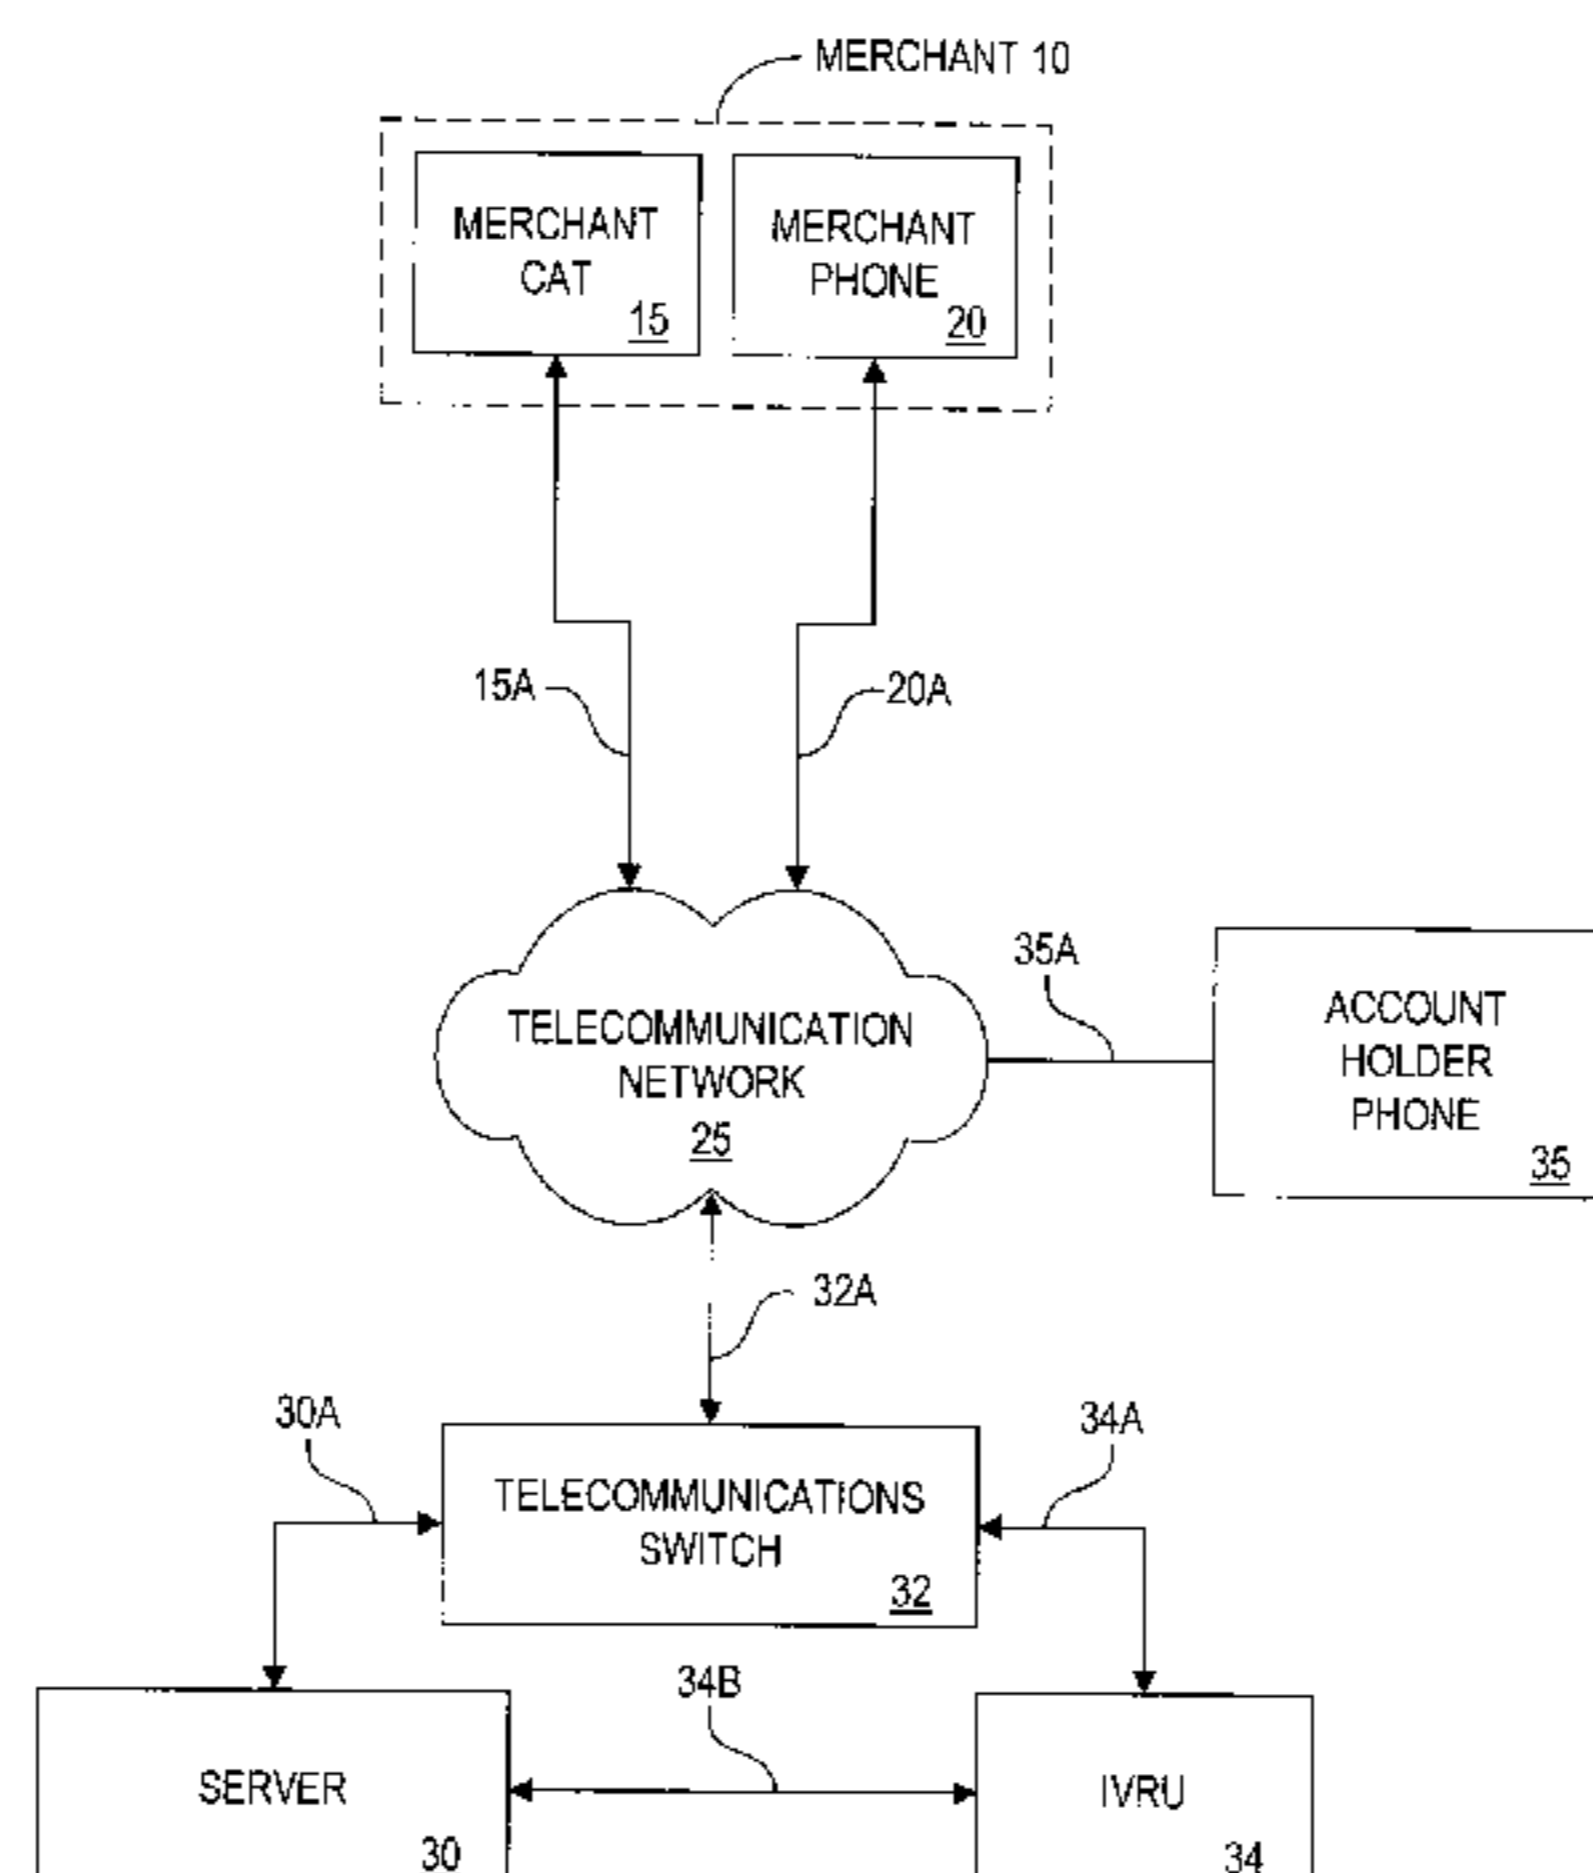 MERCHANT 10
MERCHANT
CAT
15
MERCHANT
PHONE
20
15A
20A
35A
TELECOMMUNICATION
NETWORK
25
ACCOUNT
HOLDER
PHONE
35
32A
30A
34A
TELECOMMUNICATIONS
SWITCH
32
34B
SERVER
30
IVRU
34